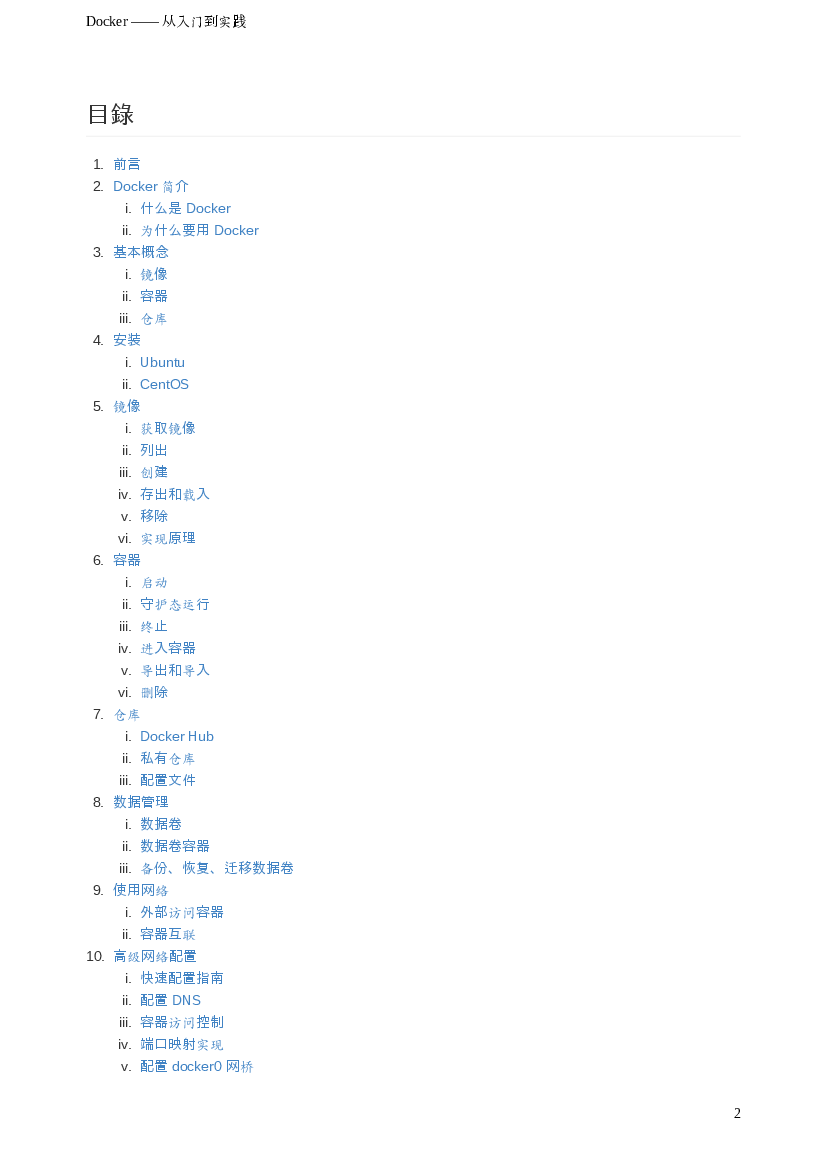 Docker —— 从入门到实践
目錄
1. 前言
2. Docker 简介
i. 什么是 Docker
ii. 为什么要用 Docker
3. 基本概念
i. 镜像
ii. 容器
iii. 仓库
4. 安装
i. Ubuntu
ii. CentOS
5. 镜像
i. 获取镜像
ii. 列出
iii. 创建
iv. 存出和载入
v. 移除
vi. 实现原理
6. 容器
i. 启动
ii. 守护态运行
iii. 终止
iv. 进入容器
v. 导出和导入
vi. 删除
7. 仓库
i. Docker Hub
ii. 私有仓库
iii. 配置文件
8. 数据管理
i. 数据卷
ii. 数据卷容器
iii. 备份、恢复、迁移数据卷
9. 使用网络
i. 外部访问容器
ii. 容器互联
10. 高级网络配置
i. 快速配置指南
ii. 配置 DNS
iii. 容器访问控制
iv. 端口映射实现
v. 配置 docker0 网桥
2